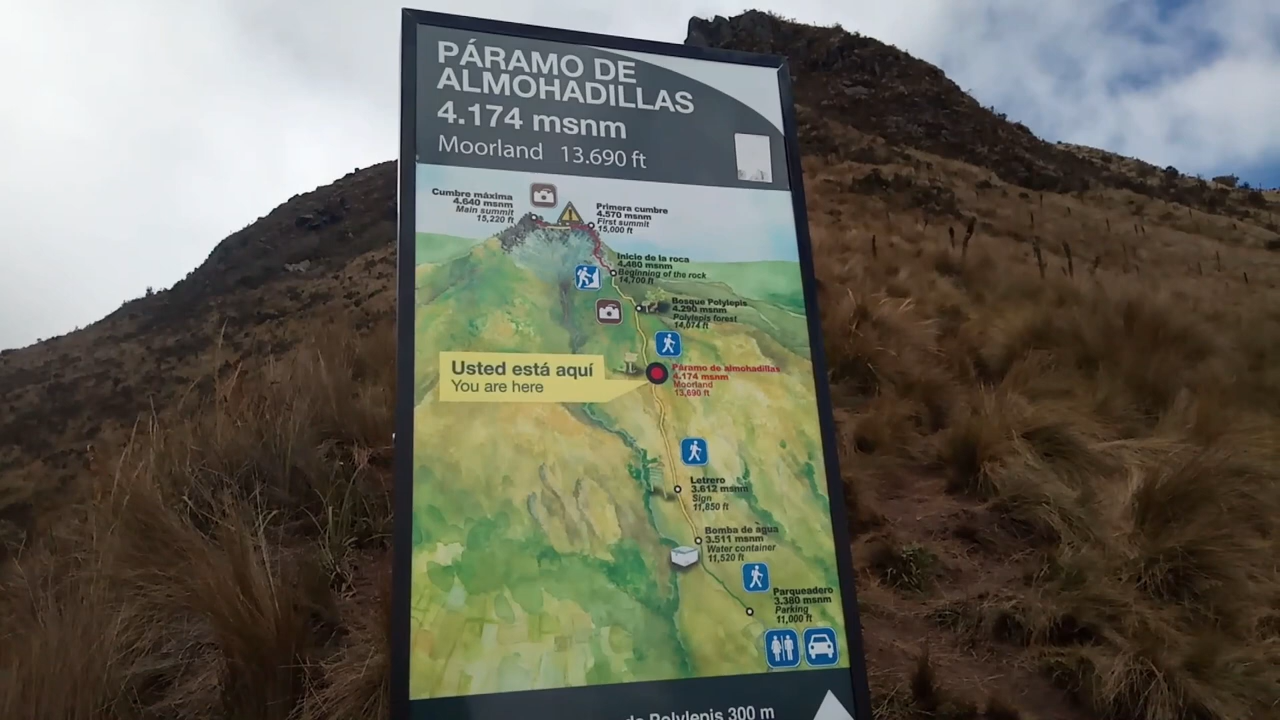 PÁRAMO DE
ALMOHADILLAS
4.174 msnm
Moorland 13.690 ft
Cumbre máxima
4.640 msnm
Main summit
15,220 ft
Primera cumbre
4.570 msnm
First summit
15,000 ft
Inicio de la roca
4.460 msnm
Beginning of the rock
14,700 ft
Bosque Polylepis
4.290 msnm
Polylepis forest
14,074 ft
Usted está aquí
You are here
Páramo de almohadillas
4.174 msnm
Moorland
13,690 ft
Letrero
3.612 msnm
Sign
11,850 ft
Bomba de agua
3.511 msnm
Water container
11,520 ft
Parqueadero
3.380 msnm
Parking
11,000 ft
Polylepis 300 m